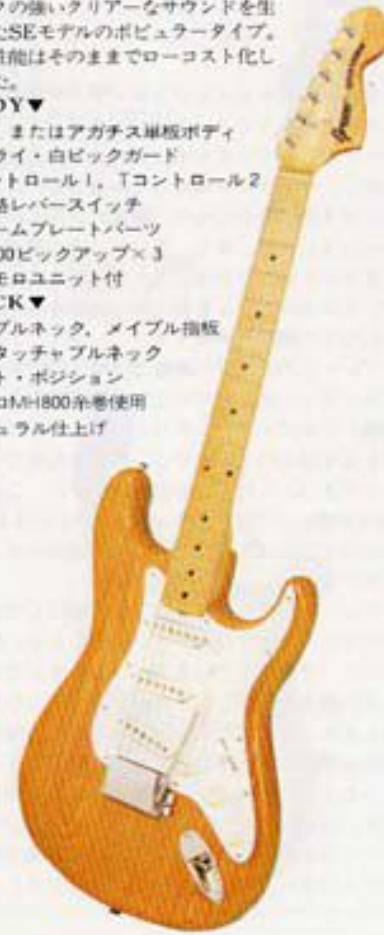 クの強いクリアーなサウンドを生
たSEモデルのポピュラータイプ。
性能はそのままでローコスト化し
た。
DY▼
またはアガチス単板ボディ
ライ・白ピックガード
トロール1、Tコントロール2
レバースイッチ
ームプレートパーツ
00ピックアップ×3
モロユニット付
CK▼
プルネック，メイプル指板
タッチャブルネック
ト・ポジション
コMH800糸巻使用
ュラル仕上げ
Greco